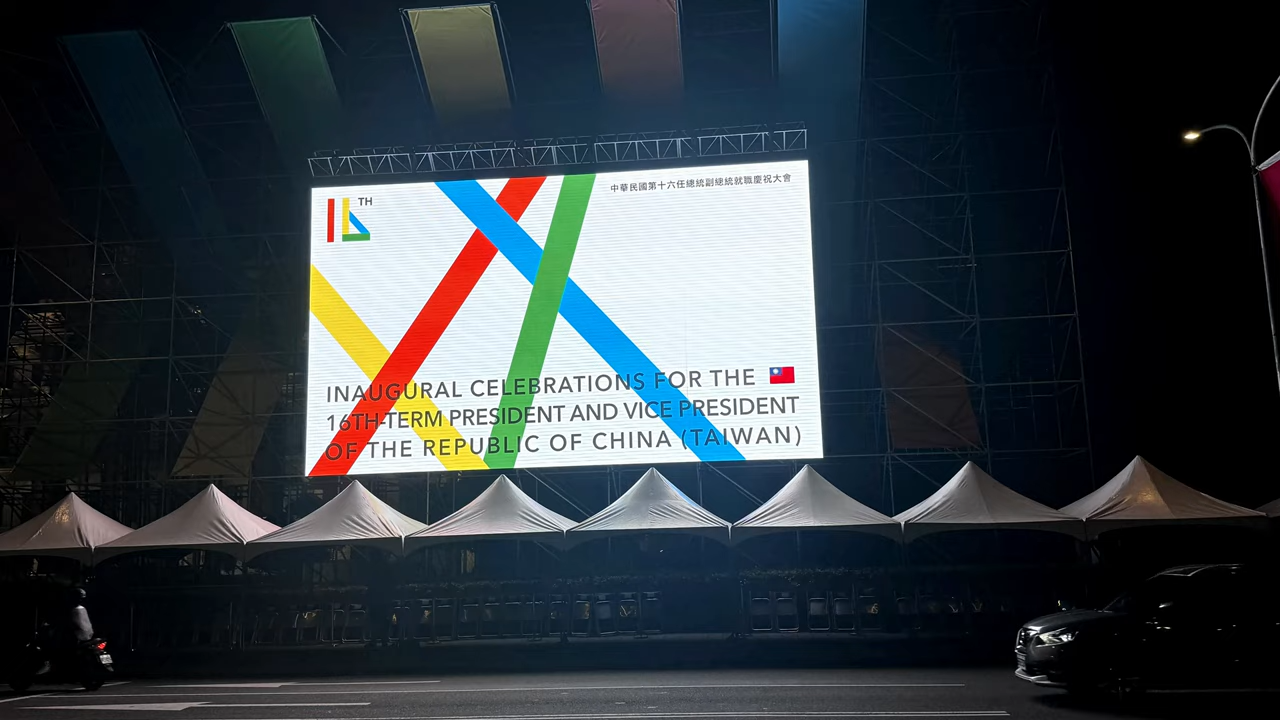 16TH
中華民國第十六任總統副總統就職慶祝大會
INAUGURAL CELEBRATIONS FOR THE
16TH-TERM PRESIDENT AND VICE PRESIDENT
OF THE REPUBLIC OF CHINA (TAIWAN)